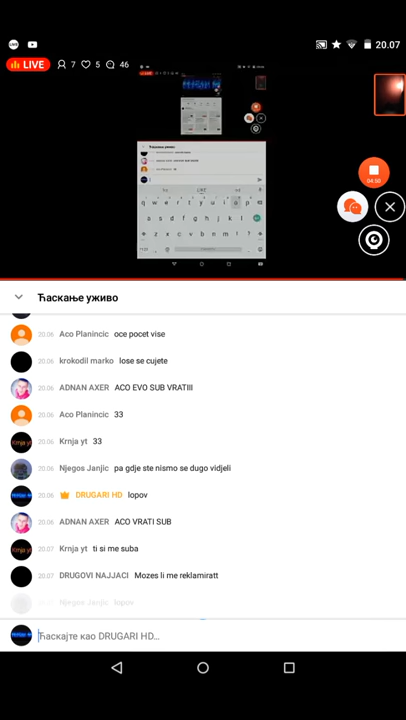 LIVE
20.07
LIVE 7 5 46
04:50
Ћаскање уживо
20.06 Aco Planincic oce pocet vise
20.06 krokodil marko lose se cujete
20.06 ADNAN AXER ACO EVO SUB VRATIII
20.06 Aco Planincic 33
20.06 Krnja yt 33
20.06 Njegos Janjic pa gdje ste nismo se dugo vidjeli
20.06 DRUGARI HD lopov
20.06 ADNAN AXER ACO VRATI SUB
20.07 Krnja yt ti si me suba
20.07 DRUGOVI NAJJACI Mozes li me reklamiratt
Njegos Janjic lopov
Ћаскајте као DRUGARI HD...